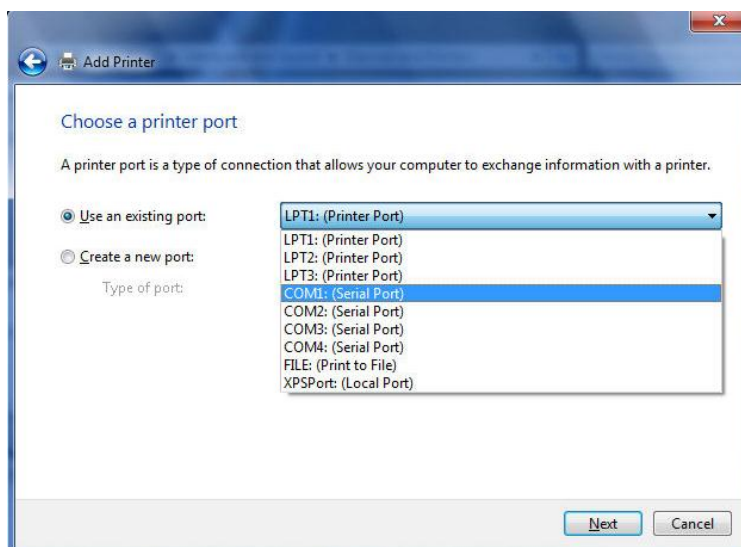 Add Printer
Choose a printer port
A printer port is a type of connection that allows your computer to exchange information with a printer.
Use an existing port: LPT1: (Printer Port)
LPT1: (Printer Port)
Create a new port: LPT2: (Printer Port)
LPT3: (Printer Port)
Type of port: COM1: (Serial Port)
COM2: (Serial Port)
COM3: (Serial Port)
COM4: (Serial Port)
FILE: (Print to File)
XPSPort: (Local Port)
Next Cancel